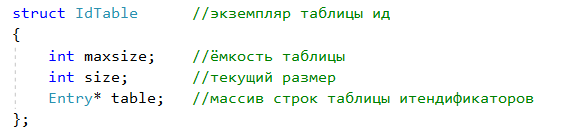 struct IdTable //экземпляр таблицы ид
{
int maxsize; //ёмкость таблицы
int size; //текущий размер
Entry* table; //массив строк таблицы итендификаторов
};